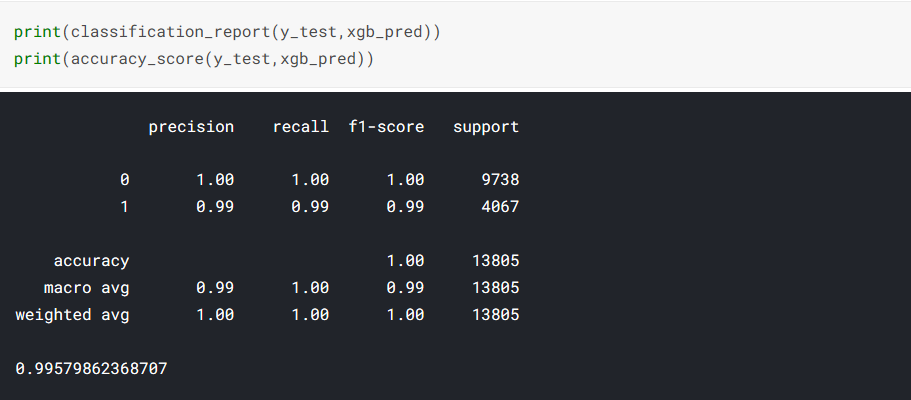 print(classification_report(y_test,xgb_pred))
print(accuracy_score(y_test,xgb_pred))
precision recall f1-score support
0 1.00 1.00 1.00 9738
1 0.99 0.99 0.99 4067
accuracy 1.00 13805
macro avg 0.99 1.00 0.99 13805
weighted avg 1.00 1.00 1.00 13805
0.99579862368707